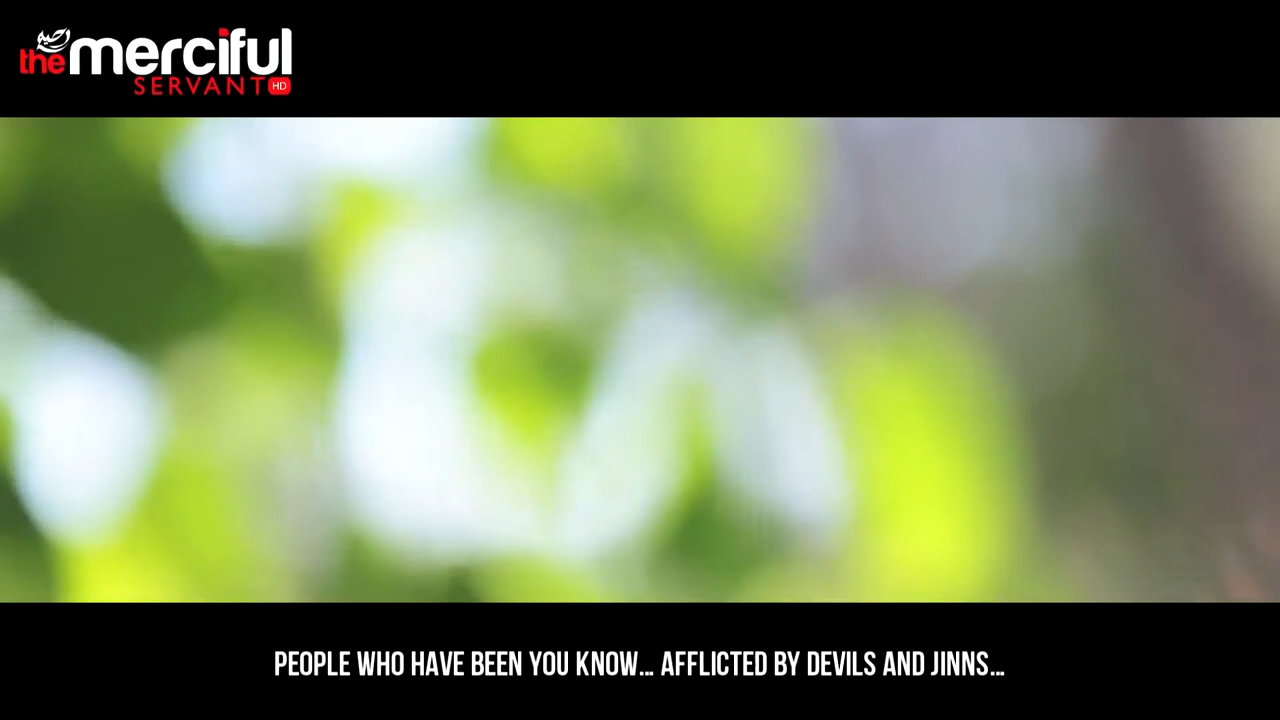 the merciful
SERVANT HD
PEOPLE WHO HAVE BEEN YOU KNOW... AFFLICTED BY DEVILS AND JINNS...